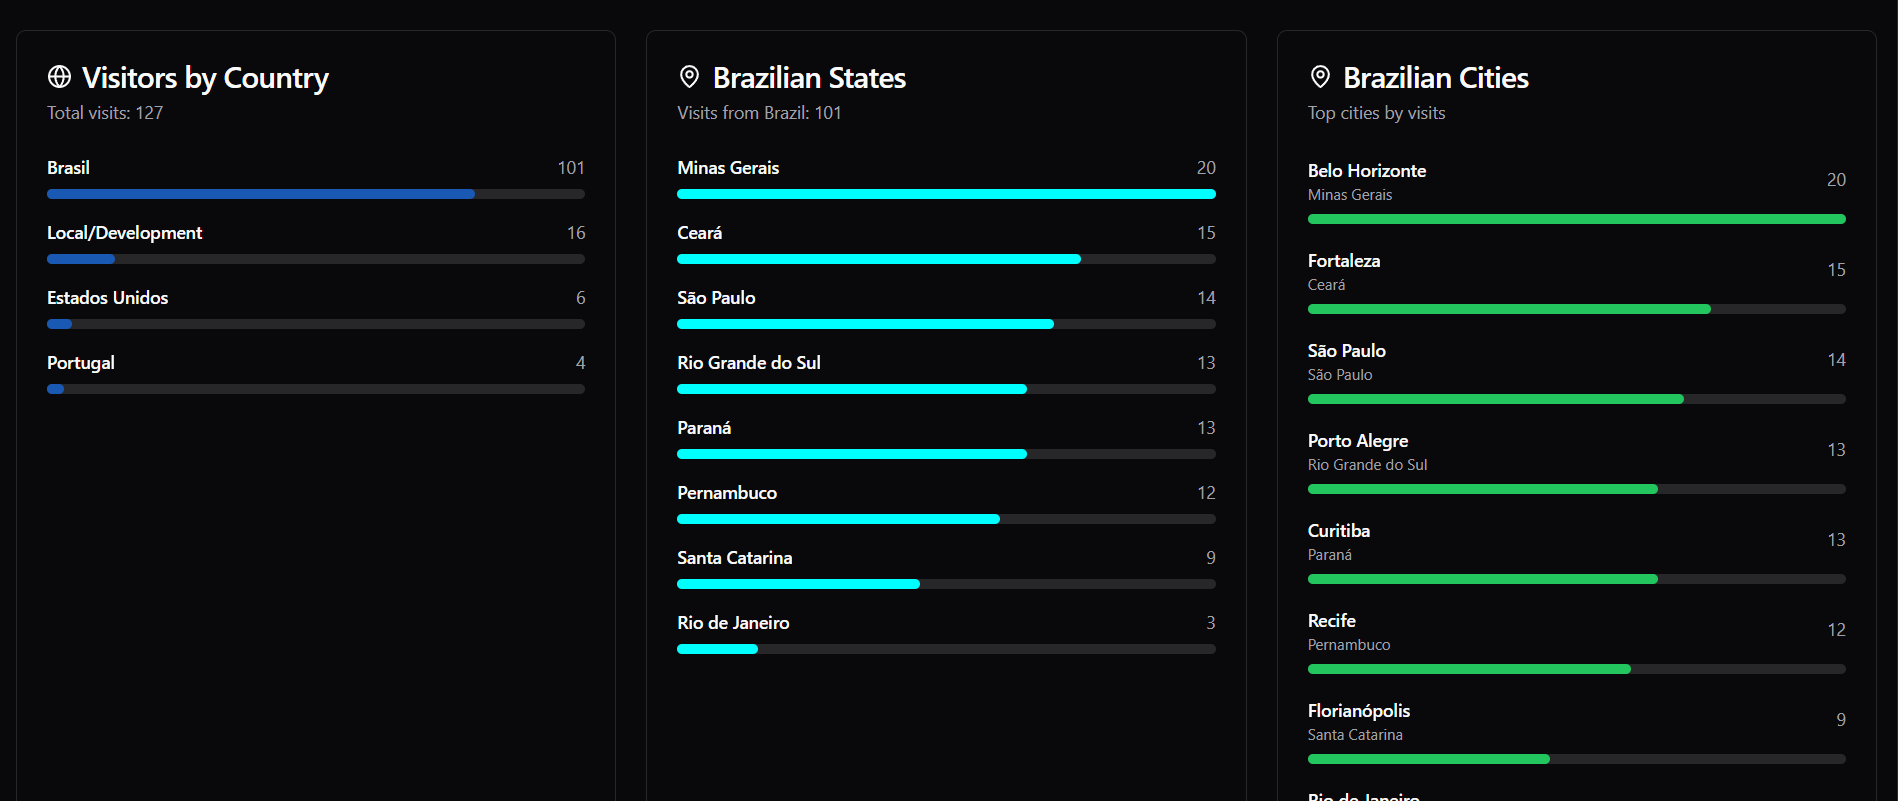 Visitors by Country
Total visits: 127
Brasil 101
Local/Development 16
Estados Unidos 6
Portugal 4
Brazilian States
Visits from Brazil: 101
Minas Gerais 20
Ceará 15
São Paulo 14
Rio Grande do Sul 13
Paraná 13
Pernambuco 12
Santa Catarina 9
Rio de Janeiro 3
Brazilian Cities
Top cities by visits
Belo Horizonte
Minas Gerais
20
Fortaleza
Ceará
15
São Paulo
São Paulo
14
Porto Alegre
Rio Grande do Sul
13
Curitiba
Paraná
13
Recife
Pernambuco
12
Florianópolis
Santa Catarina
9
Rio de Janeiro